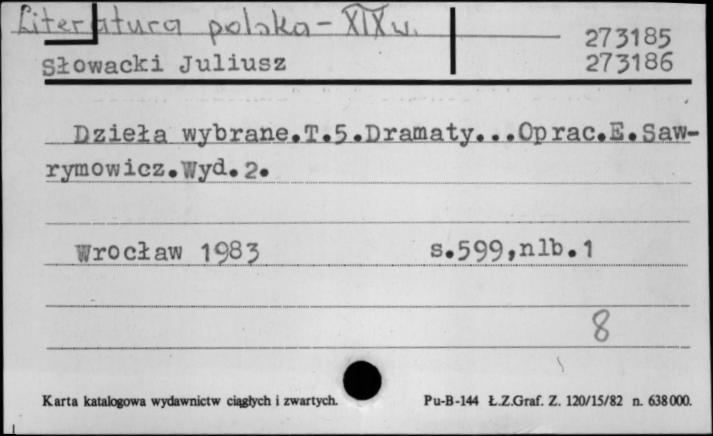 Literatura polska - XIX w.
273185
Słowacki Juliusz 273186
Dzieła wybrane.T.5.Dramaty...Oprac.E.Saw-
rymowicz.Wyd.2.
Wrocław 1983 s.599,nlb.1
8
Karta katalogowa wydawnictw ciągłych i zwartych. Pu-B-144 Ł.Z.Graf. Z. 120/15/82 n. 638000.